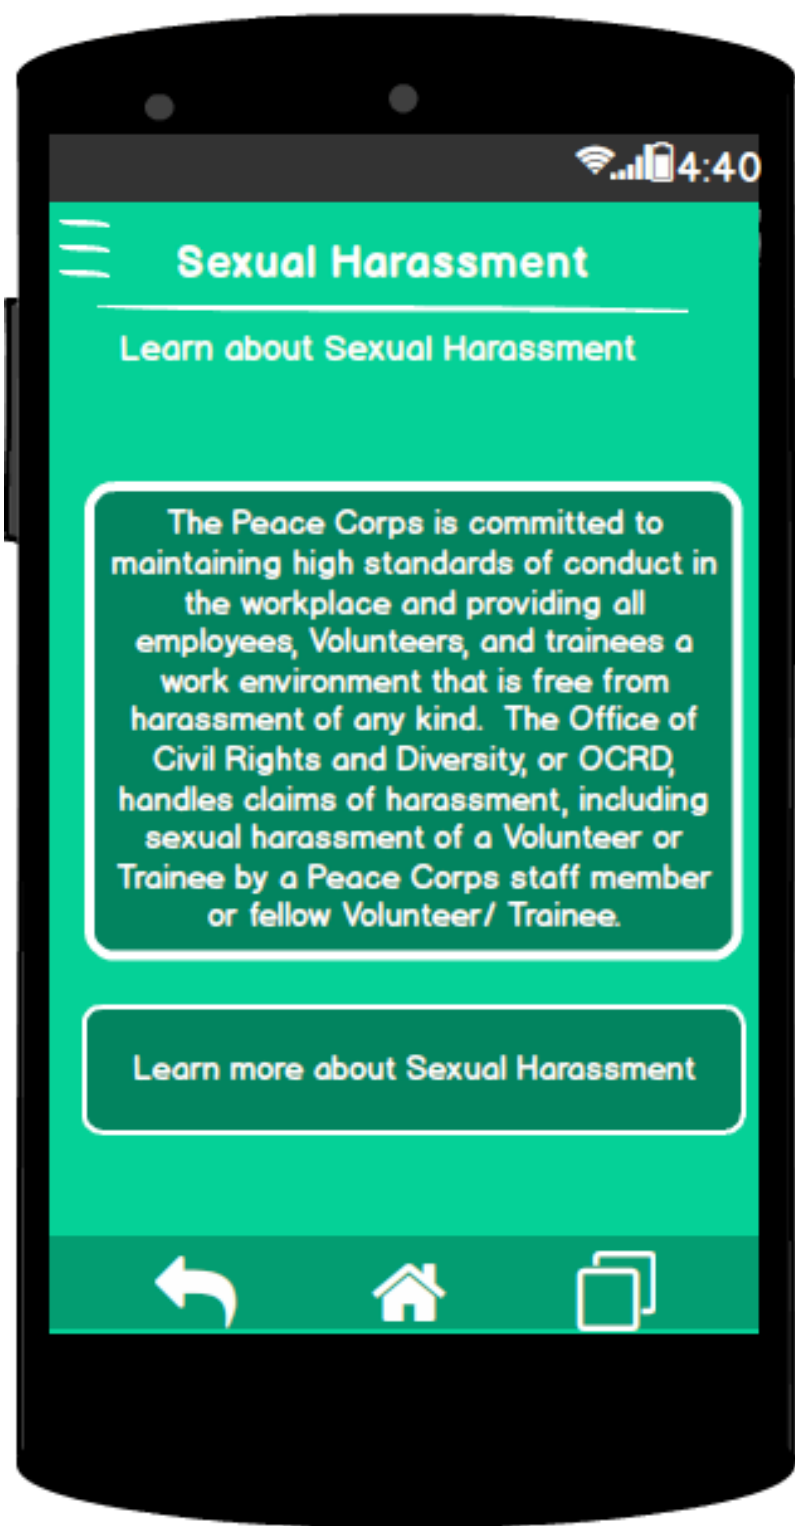 4:40
Sexual Harassment
Learn about Sexual Harassment
The Peace Corps is committed to
maintaining high standards of conduct in
the workplace and providing all
employees, Volunteers, and trainees a
work environment that is free from
harassment of any kind.  The Office of
Civil Rights and Diversity, or OCRD,
handles claims of harassment, including
sexual harassment of a Volunteer or
Trainee by a Peace Corps staff member
or fellow Volunteer/ Trainee.
Learn more about Sexual Harassment